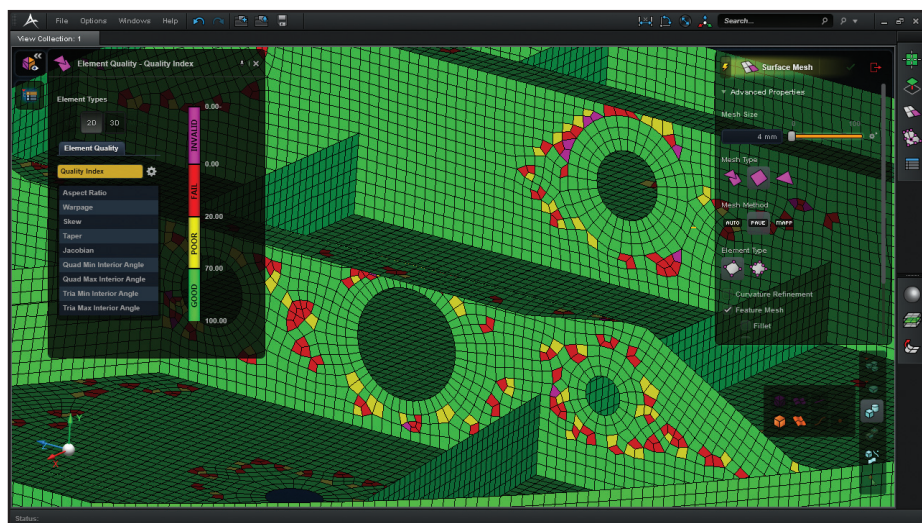 File Options Windows Help
Search...
View Collection: 1
Element Quality - Quality Index
Element Types
2D 3D
Element Quality
Quality Index
Aspect Ratio
Warpage
Skew
Taper
Jacobian
Quad Min Interior Angle
Quad Max Interior Angle
Tria Min Interior Angle
Tria Max Interior Angle
0.00-
INVALID
0.00
FAIL
20.00
POOR
70.00
GOOD
100.00
Surface Mesh
Advanced Properties
Mesh Size
4 mm
Mesh Type
Mesh Method
AUTO PAVE MAPP
Element Type
Curvature Refinement
Feature Mesh
Fillet
Y
X
Status: